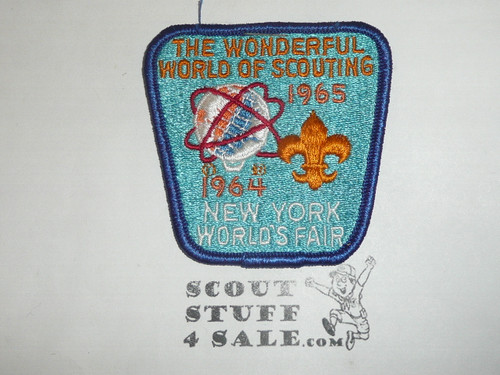 THE WONDERFUL
WORLD OF SCOUTING
1965
1964
NEW YORK
WORLD'S FAIR
SCOUT
STUFF
4 SALE.COM